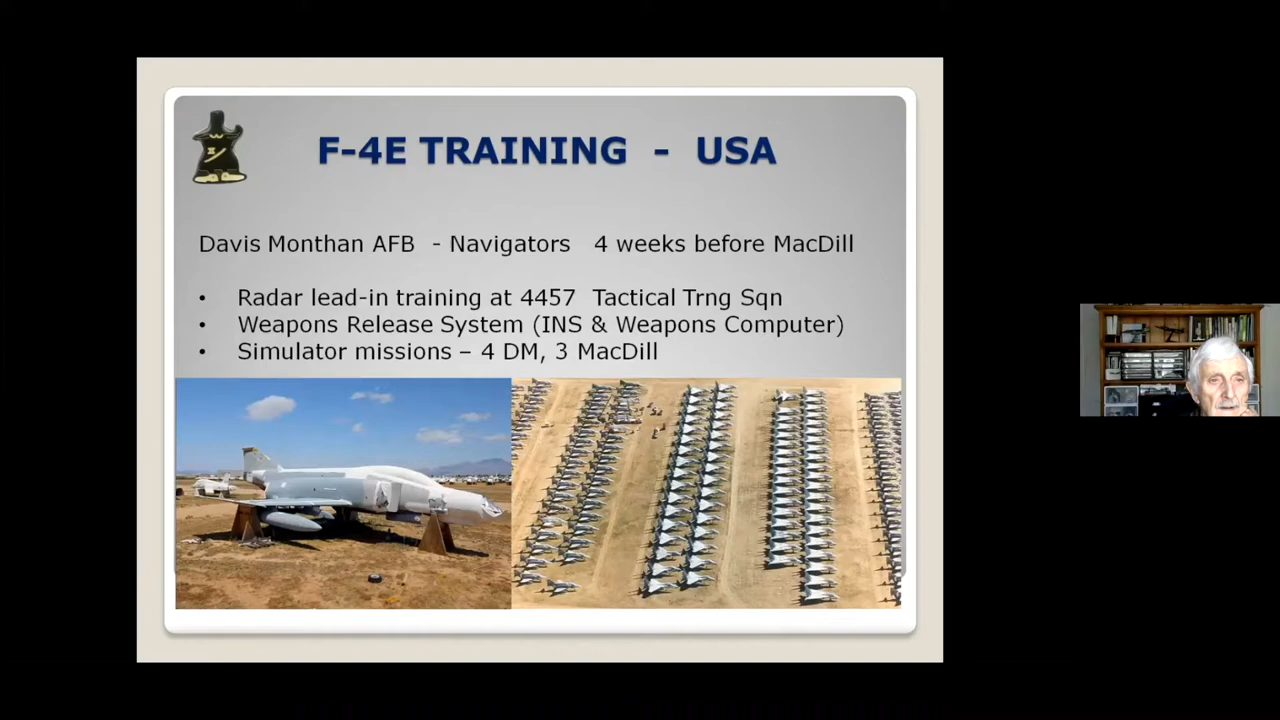 F-4E TRAINING - USA
Davis Monthan AFB - Navigators 4 weeks before MacDill
• Radar lead-in training at 4457 Tactical Trng Sqn
• Weapons Release System (INS & Weapons Computer)
• Simulator missions – 4 DM, 3 MacDill